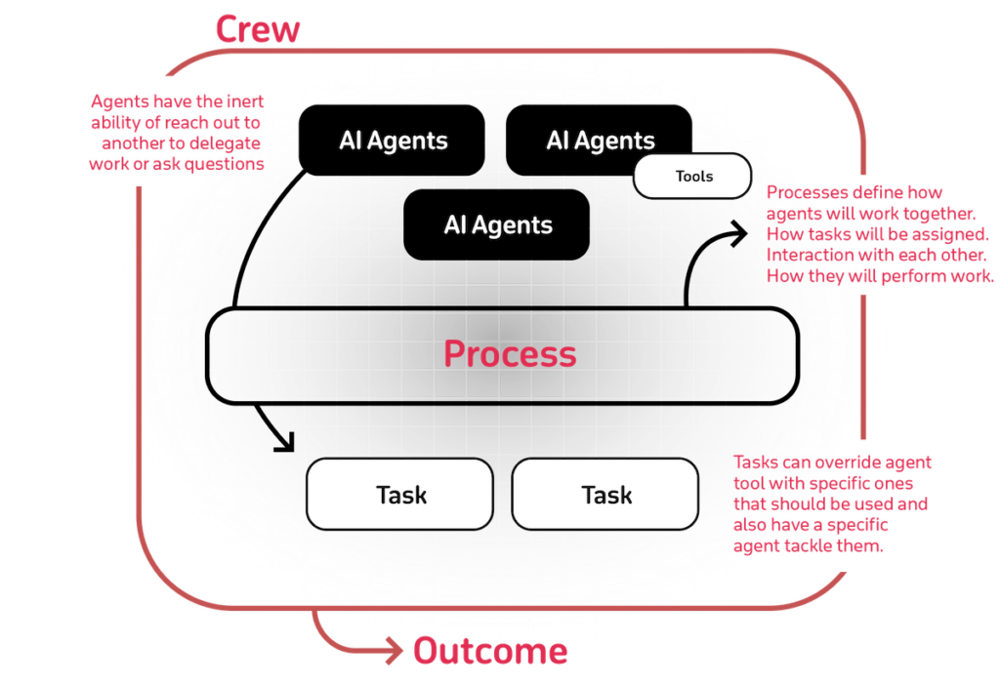 Crew
Agents have the inert
ability of reach out to
another to delegate
work or ask questions
AI Agents
AI Agents
Tools
AI Agents
Processes define how
agents will work together.
How tasks will be assigned.
Interaction with each other.
How they will perform work.
Process
Task
Task
Tasks can override agent
tool with specific ones
that should be used and
also have a specific
agent tackle them.
Outcome